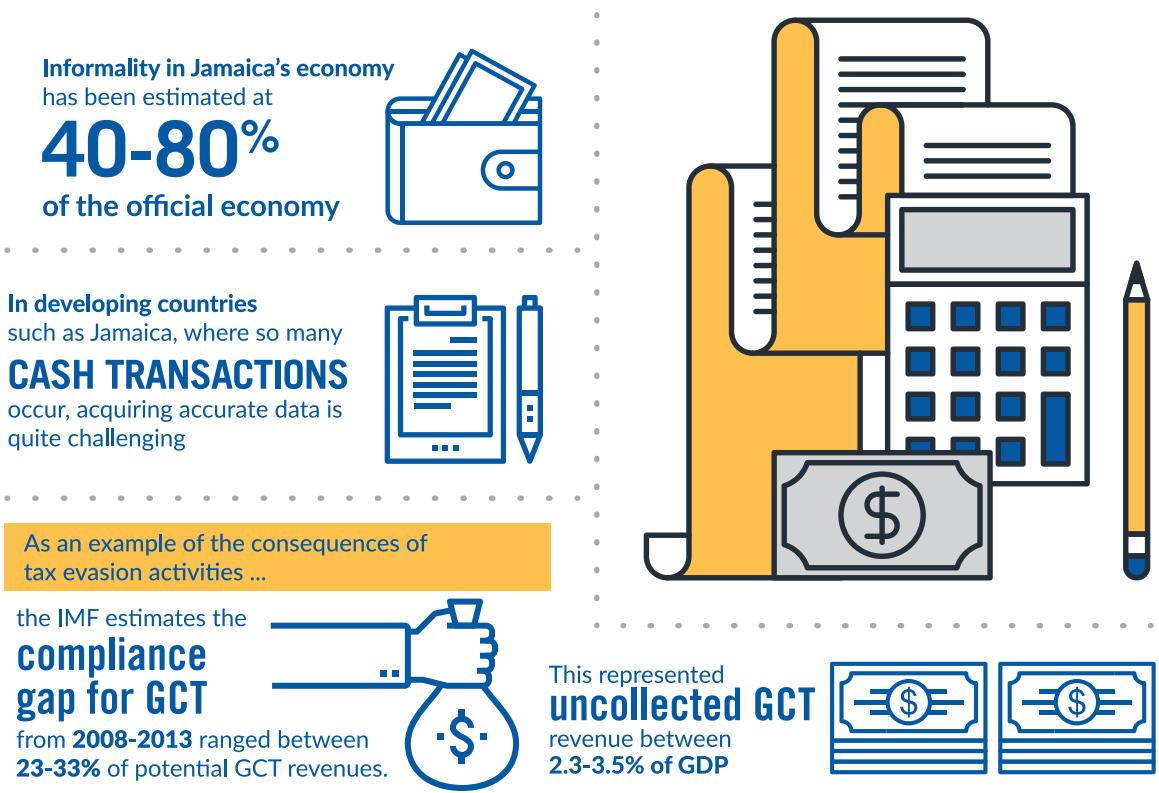 Informality in Jamaica's economy
has been estimated at
40-80%
of the official economy
In developing countries
such as Jamaica, where so many
CASH TRANSACTIONS
occur, acquiring accurate data is
quite challenging
As an example of the consequences of
tax evasion activities ...
the IMF estimates the
compliance
gap for GCT
from 2008-2013 ranged between
23-33% of potential GCT revenues.
This represented
uncollected GCT
revenue between
2.3-3.5% of GDP
$
$
$
$